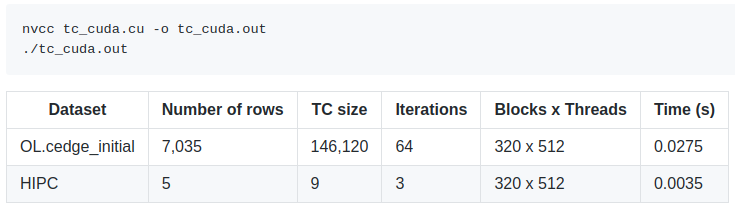 nvcc tc_cuda.cu -o tc_cuda.out
./tc_cuda.out
Dataset Number of rows TC size Iterations Blocks x Threads Time (s)
OL.cedge_initial 7,035 146,120 64 320 x 512 0.0275
HIPC 5 9 3 320 x 512 0.0035